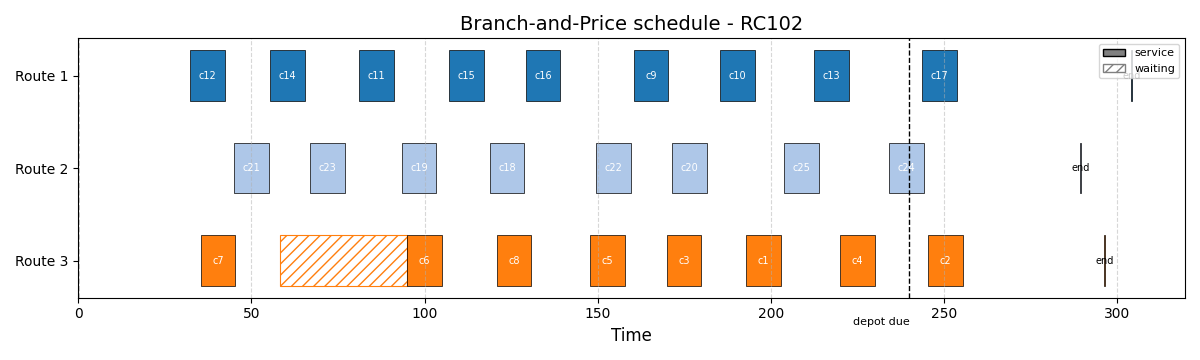 Branch-and-Price schedule - RC102
Route 1
c12 c14 c11 c15 c16 c9 c10 c13 c17 end
service
waiting
Route 2
c21 c23 c19 c18 c22 c20 c25 c24 end
Route 3
c7 c6 c8 c5 c3 c1 c4 c2 end
0 50 100 150 200 250 300
depot due
Time